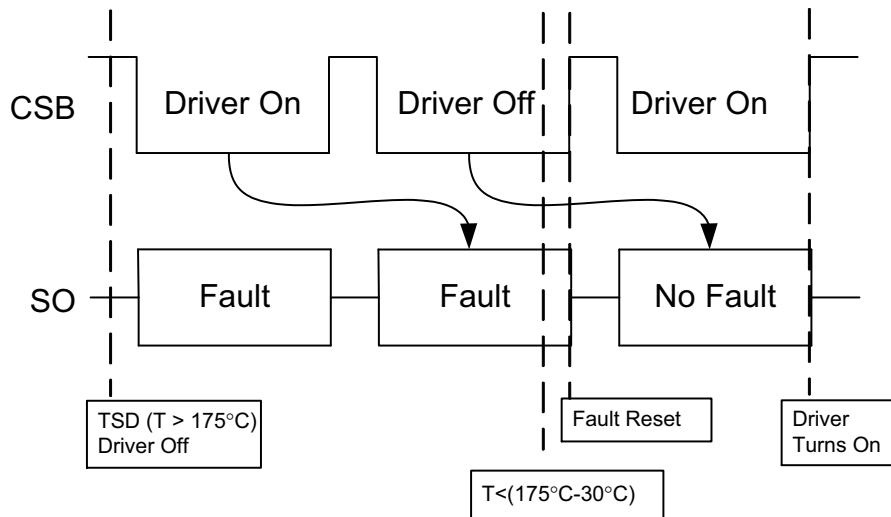 CSB
Driver On
Driver Off
Driver On
SO
Fault
Fault
No Fault
TSD (T > 175°C)
Driver Off
Fault Reset
Driver
Turns On
T<(175°C-30°C)